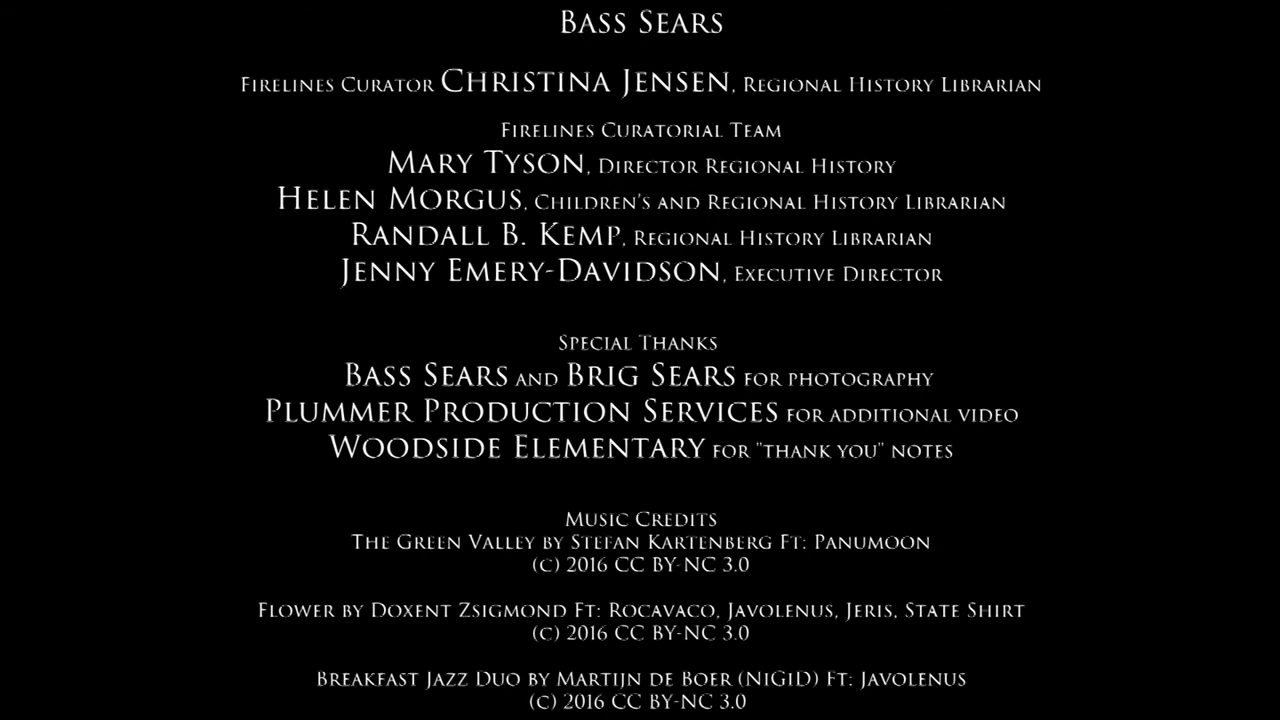 Bass Sears
Firelines Curator Christina Jensen, Regional History Librarian
Firelines Curatorial Team
Mary Tyson, Director Regional History
Helen Morgus, Children's and Regional History Librarian
Randall B. Kemp, Regional History Librarian
Jenny Emery-Davidson, Executive Director
Special Thanks
Bass Sears and Brig Sears for photography
Plummer Production Services for additional video
Woodside Elementary for "thank you" notes
Music Credits
The Green Valley by Stefan Kartenberg Ft: Panumoon
(c) 2016 CC BY-NC 3.0
Flower by Doxent Zsigmond Ft: Rocavaco, Javolenus, Jeris, State Shirt
(c) 2016 CC BY-NC 3.0
Breakfast Jazz Duo by Martijn de Boer (NiGiD) Ft: Javolenus
(c) 2016 CC BY-NC 3.0